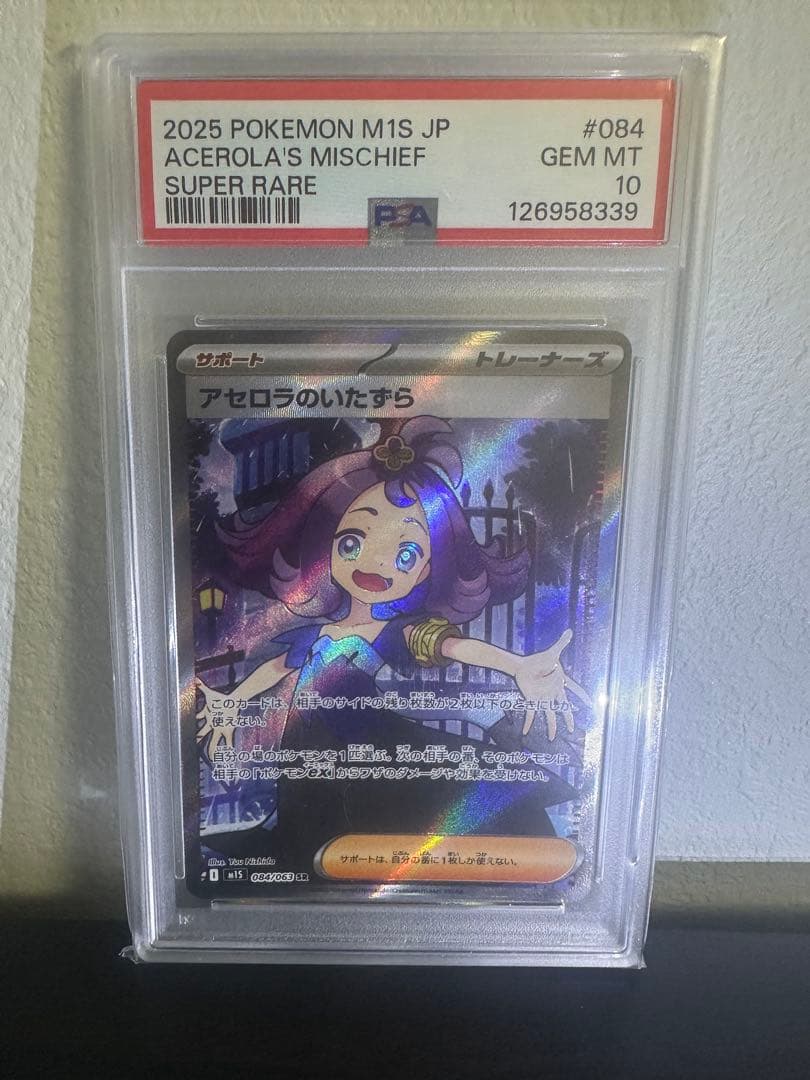 2025 POKEMON M1S JP #084
ACEROLA'S MISCHIEF GEM MT
SUPER RARE 10
PSA 126958339
サポート トレーナーズ
アセロラのいたずら
このカードは、相手のサイドの残り枚数が2枚以下のときにしか
使えない。
自分の場のポケモンを1匹選ぶ。次の相手の番、そのポケモンは
相手の「ポケモンex」からワザのダメージや効果を受けない。
Illus. Yuu Nishida
サポートは、自分の番に1枚しか使えない。
M1S 084/063 SR